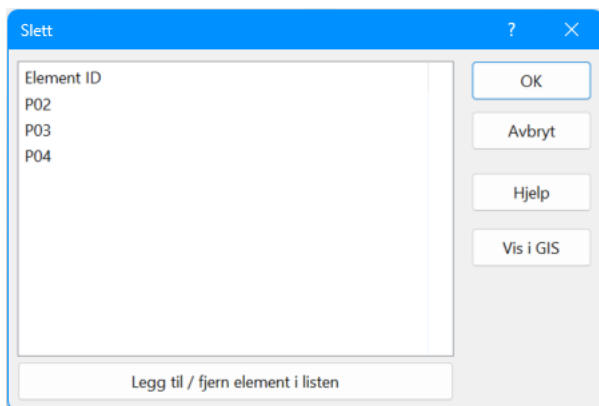 Slett
?
Element ID
P02
P03
P04
OK
Avbryt
Hjelp
Vis i GIS
Legg til / fjern element i listen